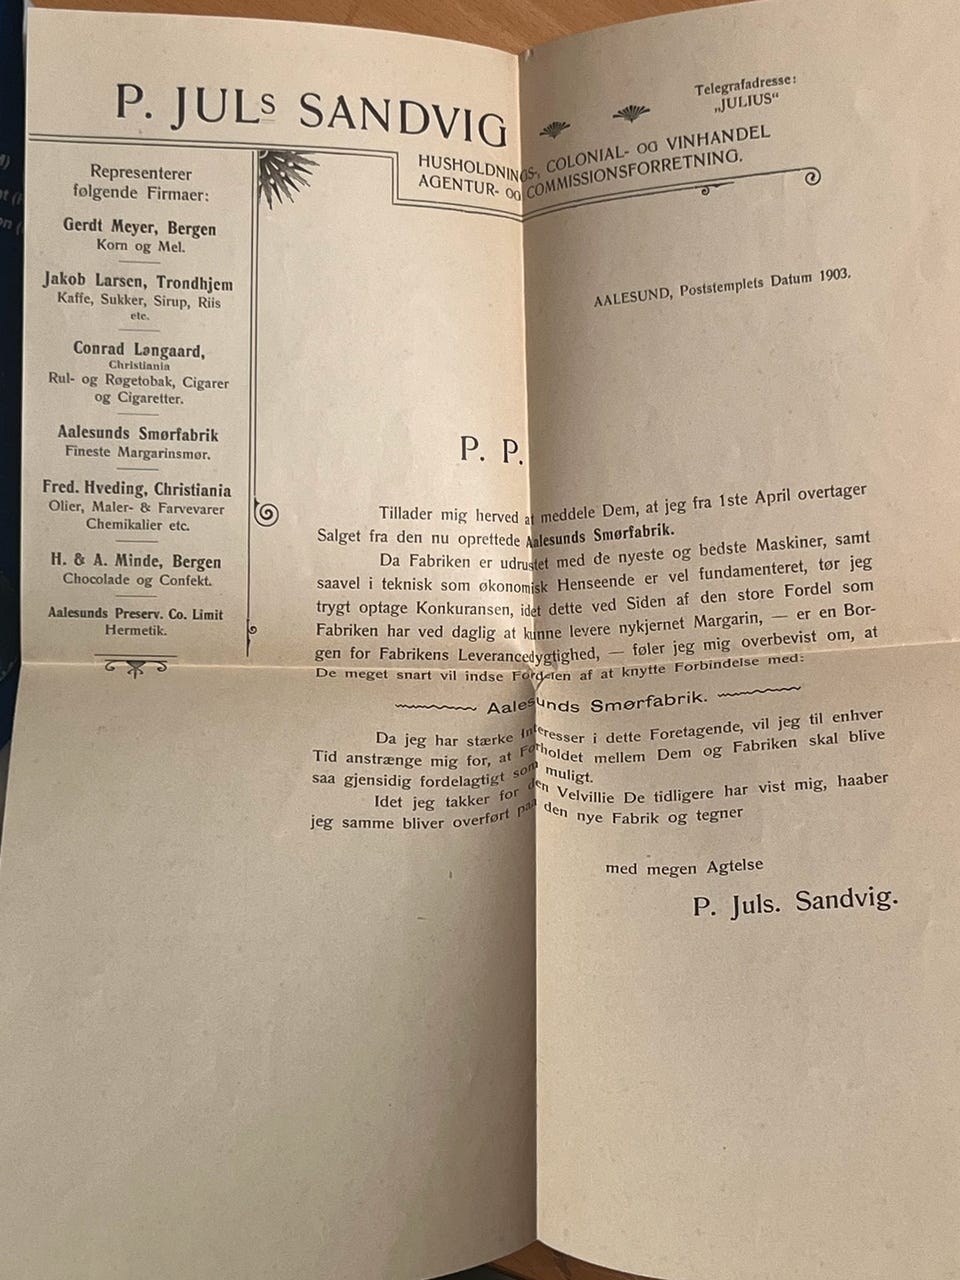 P. JULS SANDVIG
Telegrafadresse:
„JULIUS“
HUSHOLDNINGS-, COLONIAL- OG VINHANDEL
AGENTUR- OG COMMISSIONSFORRETNING.
Representerer
følgende Firmaer:
Gerdt Meyer, Bergen
Korn og Mel.
Jakob Larsen, Trondhjem
Kaffe, Sukker, Sirup, Riis
etc.
Conrad Langaard,
Christiania
Rul- og Røgetobak, Cigarer
og Cigaretter.
Aalesunds Smørfabrik
Fineste Margarinsmør.
Fred. Hveding, Christiania
Olier, Maler- & Farvevarer
Chemikalier etc.
H. & A. Minde, Bergen
Chocolade og Confekt.
Aalesunds Preserv. Co. Limit
Hermetik.
AALESUND, Poststemplets Datum 1903.
P. P.
Tillader mig herved at meddele Dem, at jeg fra 1ste April overtager
Salget fra den nu oprettede Aalesunds Smørfabrik.
Da Fabriken er udrustet med de nyeste og bedste Maskiner, samt
saavel i teknisk som økonomisk Henseende er vel fundamenteret, tør jeg
trygt optage Konkuransen, idet dette ved Siden af den store Fordel som
Fabriken har ved daglig at kunne levere nykjernet Margarin, — er en Bor-
gen for Fabrikens Leverancedygtighed, — føler jeg mig overbevist om, at
De meget snart vil indse Fordelen af at knytte Forbindelse med:
Aalesunds Smørfabrik.
Da jeg har stærke Interesser i dette Foretagende, vil jeg til enhver
Tid anstrænge mig for, at Forholdet mellem Dem og Fabriken skal blive
saa gjensidig fordelagtigt som muligt.
Idet jeg takker for den Velvillie De tidligere har vist mig, haaber
jeg samme bliver overført paa den nye Fabrik og tegner
med megen Agtelse
P. Juls. Sandvig.